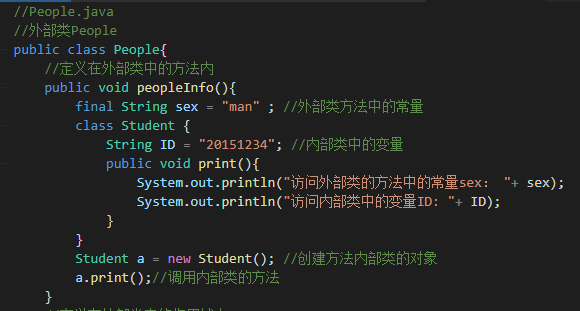 //People.java
//外部类People
public class People{
//定义在外部类中的方法内
public void peopleInfo(){
final String sex = "man" ; //外部类方法中的常量
class Student {
String ID = "20151234"; //内部类中的变量
public void print(){
System.out.println("访问外部类的方法中的常量sex： "+ sex);
System.out.println("访问内部类中的变量ID："+ ID);
}
}
Student a = new Student(); //创建方法内部类的对象
a.print();//调用内部类的方法
}